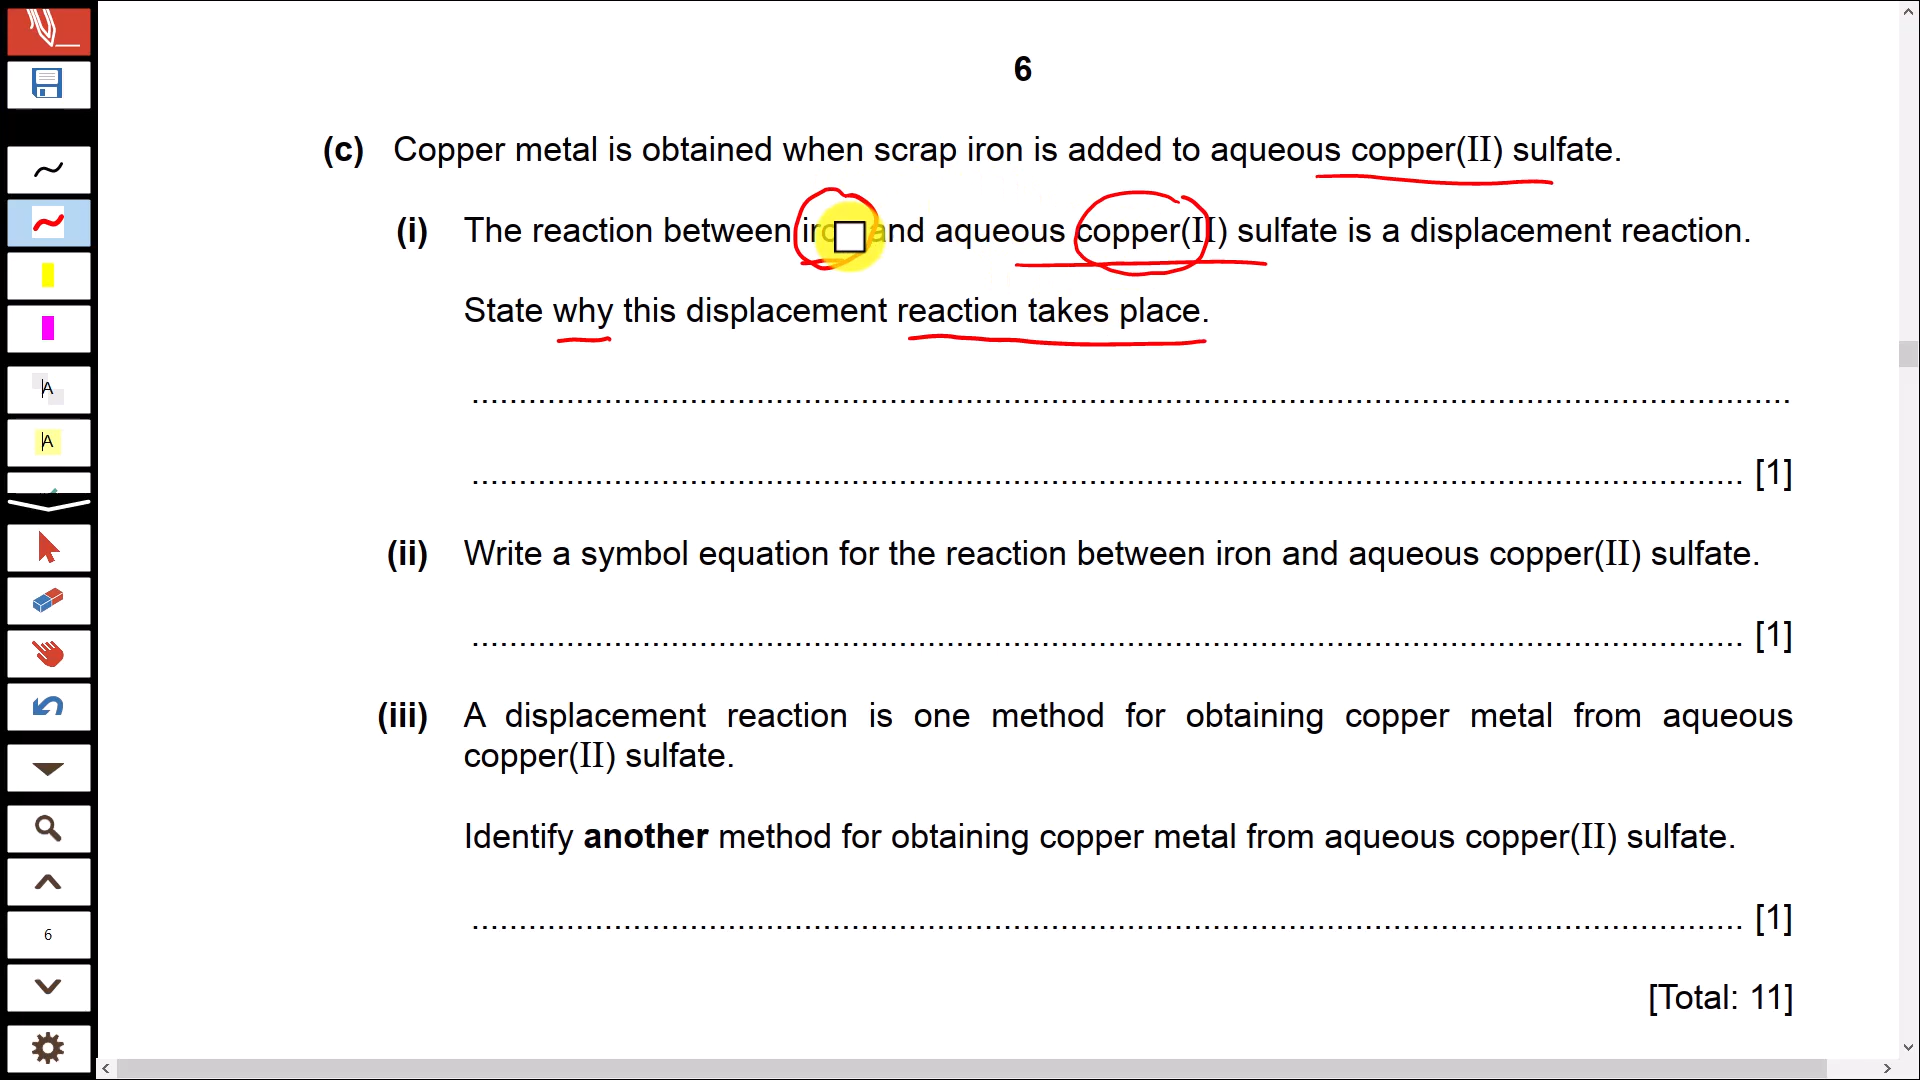 6
(c) Copper metal is obtained when scrap iron is added to aqueous copper(II) sulfate.
(i) The reaction between and aqueous copper(II) sulfate is a displacement reaction.
State why this displacement reaction takes place.
[1]
(ii) Write a symbol equation for the reaction between iron and aqueous copper(II) sulfate.
[1]
(iii) A displacement reaction is one method for obtaining copper metal from aqueous
copper(II) sulfate.
Identify another method for obtaining copper metal from aqueous copper(II) sulfate.
[1]
[Total: 11]
A
A
6